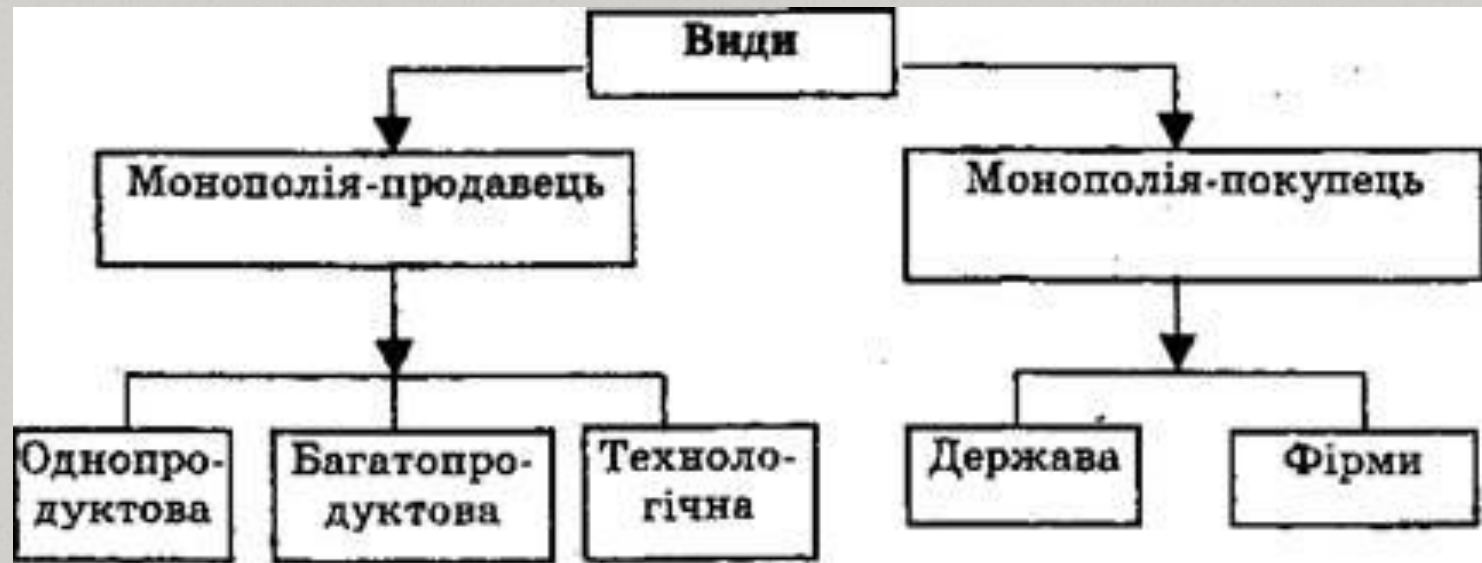 Види
Монополія-продавець
Монополія-покупець
Однопро-
дуктова
Багатопро-
дуктова
Техноло-
гічна
Держава
Фірми